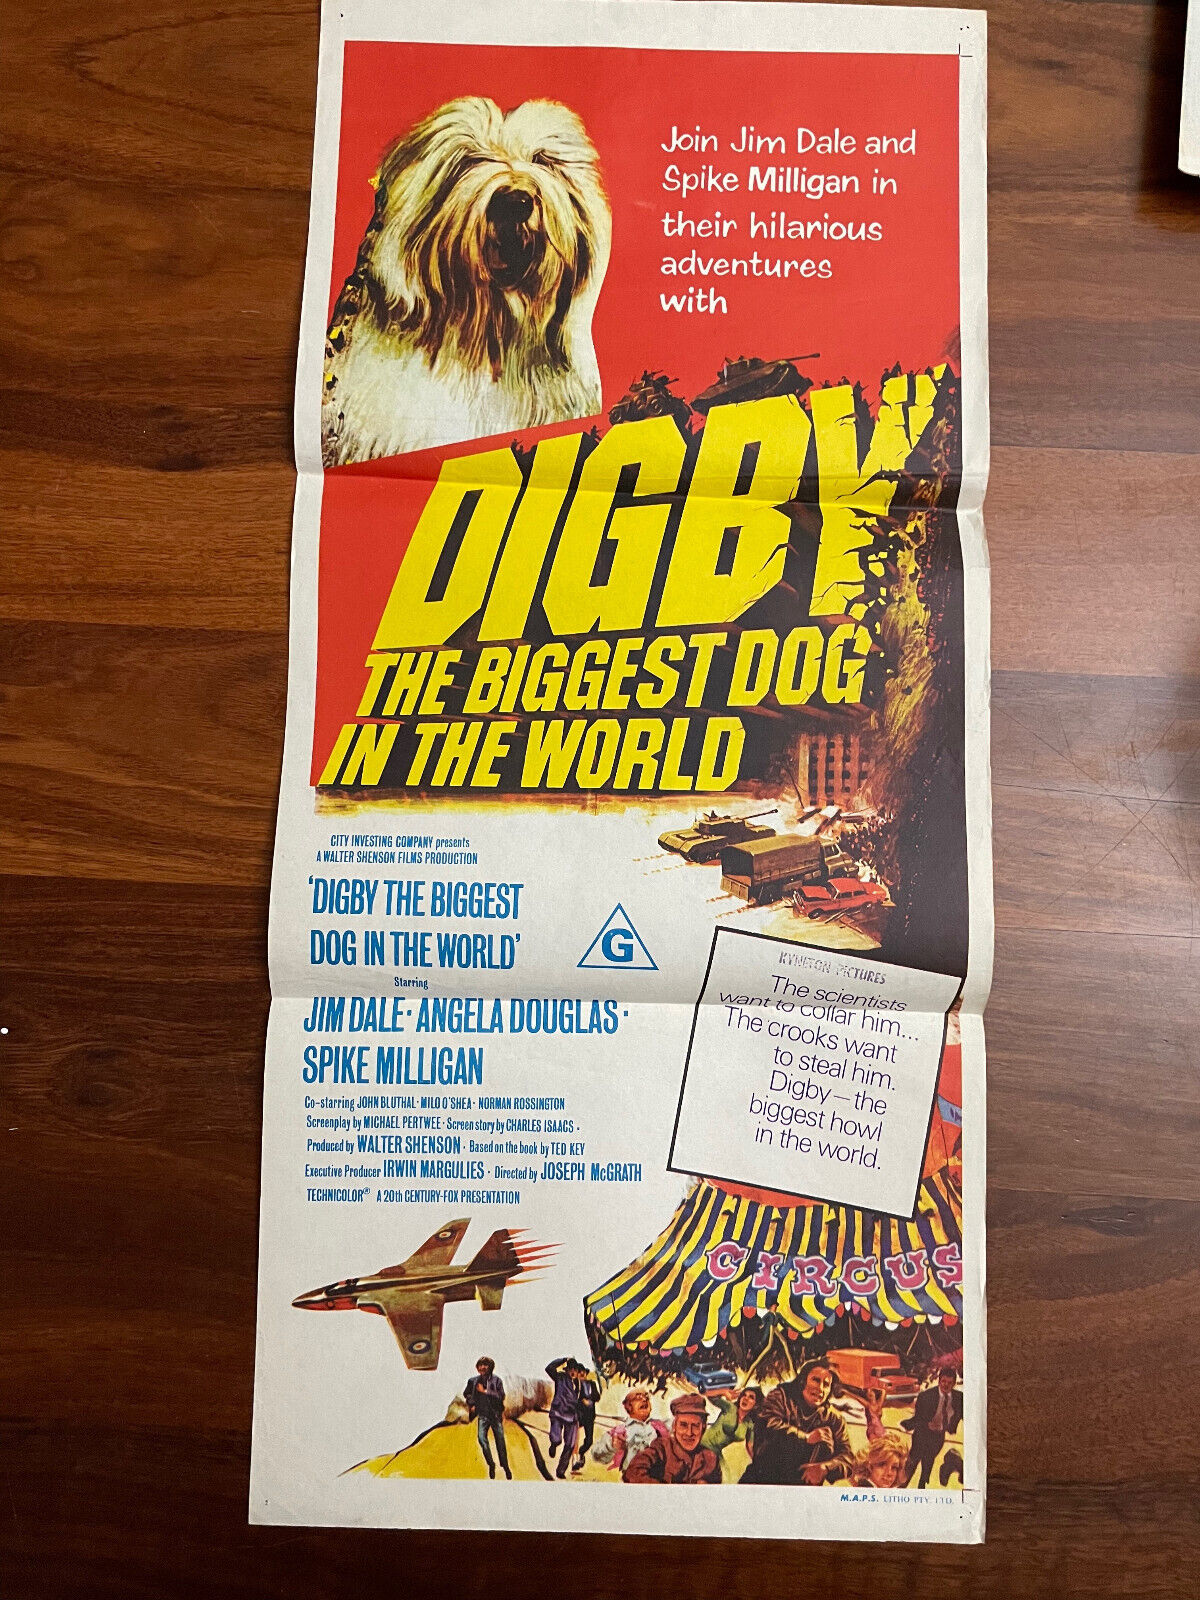 Join Jim Dale and
Spike Milligan in
their hilarious
adventures
with
DIGBY
THE BIGGEST DOG
IN THE WORLD
CITY INVESTING COMPANY presents
A WALTER SHENSON FILMS PRODUCTION
'DIGBY THE BIGGEST
DOG IN THE WORLD'
Starring
JIM DALE · ANGELA DOUGLAS ·
SPIKE MILLIGAN
Co-starring JOHN BLUTHAL · MILO O'SHEA · NORMAN ROSSINGTON
Screenplay by MICHAEL PERTWEE · Screen story by CHARLES ISAACS ·
Produced by WALTER SHENSON · Based on the book by TED KEY
Executive Producer IRWIN MARGULIES · Directed by JOSEPH McGRATH
TECHNICOLOR® A 20th CENTURY-FOX PRESENTATION
G
KYNETON PICTURES
The scientists
want to collar him...
The crooks want
to steal him.
Digby—the
biggest howl
in the world.
CIRCUS
M.A.P.S. LITHO PTY. LTD.